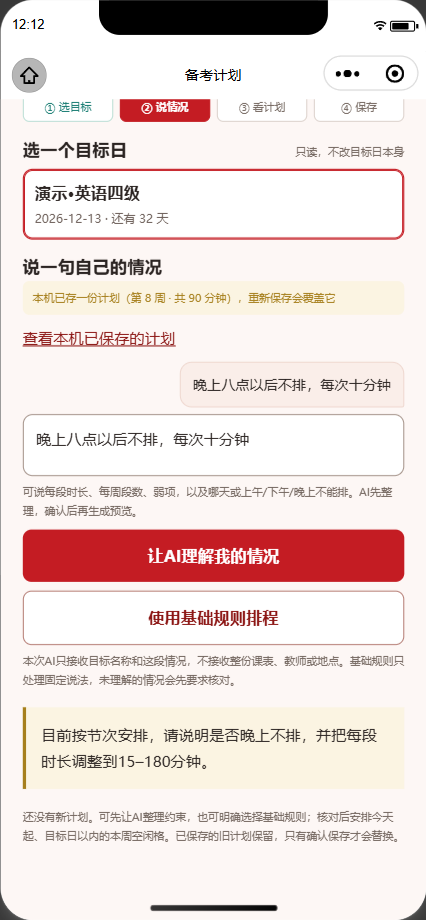 12:12
备考计划
① 选目标
② 说情况
③ 看计划
④ 保存
选一个目标日
只读，不改目标日本身
演示·英语四级
2026-12-13 · 还有 32 天
说一句自己的情况
本机已存一份计划（第 8 周 · 共 90 分钟），重新保存会覆盖它
查看本机已保存的计划
晚上八点以后不排，每次十分钟
晚上八点以后不排，每次十分钟
可说每段时长、每周段数、弱项，以及哪天或上午/下午/晚上不能排。AI先整
理，确认后再生成预览。
让AI理解我的情况
使用基础规则排程
本次AI只接收目标名称和这段情况，不接收整份课表、教师或地点。基础规则只
处理固定说法，未理解的情况会先要求核对。
目前按节次安排，请说明是否晚上不排，并把每段
时长调整到15–180分钟。
还没有新计划。可先让AI整理约束，也可明确选择基础规则；核对后安排今天
起、目标日以内的本周空闲格。已保存的旧计划保留，只有确认保存才会替换。